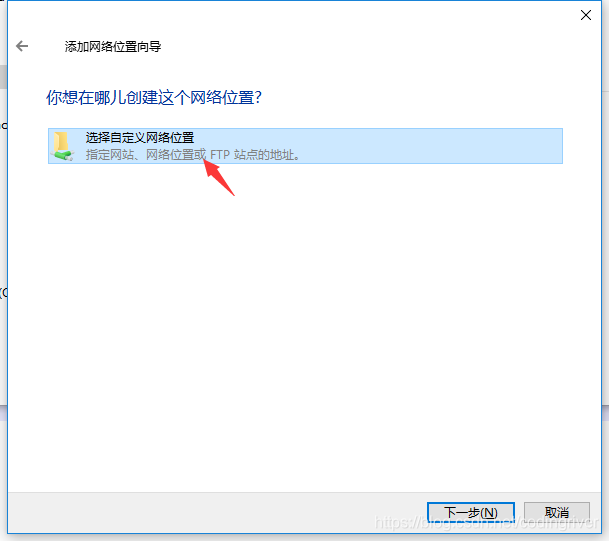 添加网络位置向导
你想在哪儿创建这个网络位置?
选择自定义网络位置
指定网站、网络位置或 FTP 站点的地址。
下一步(N)
取消
https://blog.csdn.net/codingriver